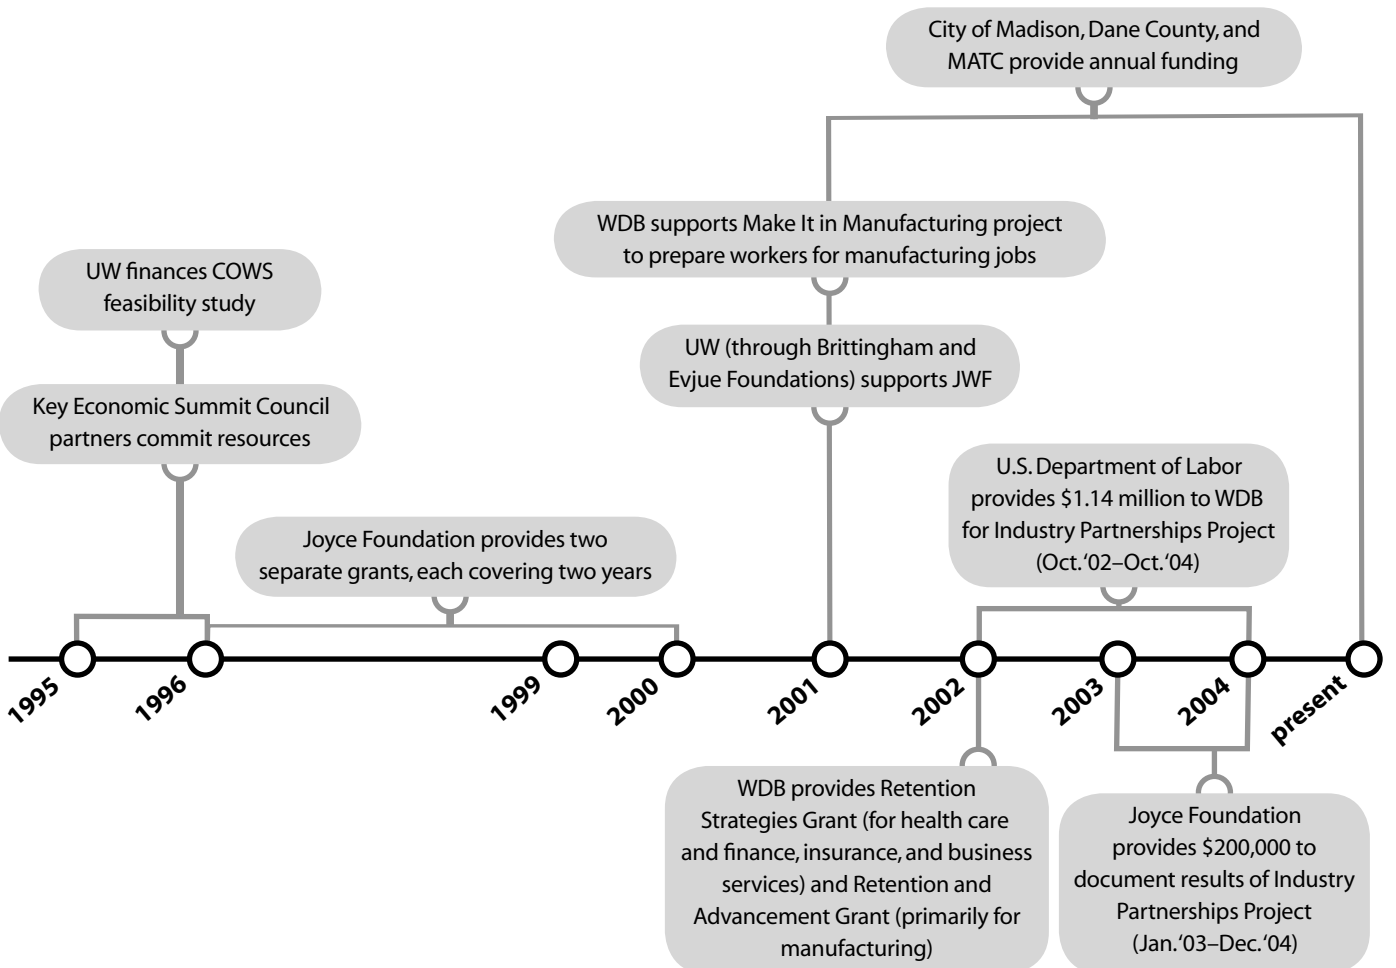 City of Madison, Dane County, and
MATC provide annual funding
WDB supports Make It in Manufacturing project
to prepare workers for manufacturing jobs
UW finances COWS
feasibility study
UW (through Brittingham and
Evjue Foundations) supports JWF
Key Economic Summit Council
partners commit resources
U.S. Department of Labor
provides $1.14 million to WDB
for Industry Partnerships Project
(Oct. ‘02–Oct. ‘04)
Joyce Foundation provides two
separate grants, each covering two years
1995
1996
1999
2000
2001
2002
2003
2004
present
WDB provides Retention
Strategies Grant (for health care
and finance, insurance, and business
services) and Retention and
Advancement Grant (primarily for
manufacturing)
Joyce Foundation
provides $200,000 to
document results of Industry
Partnerships Project
(Jan. ‘03–Dec. ‘04)